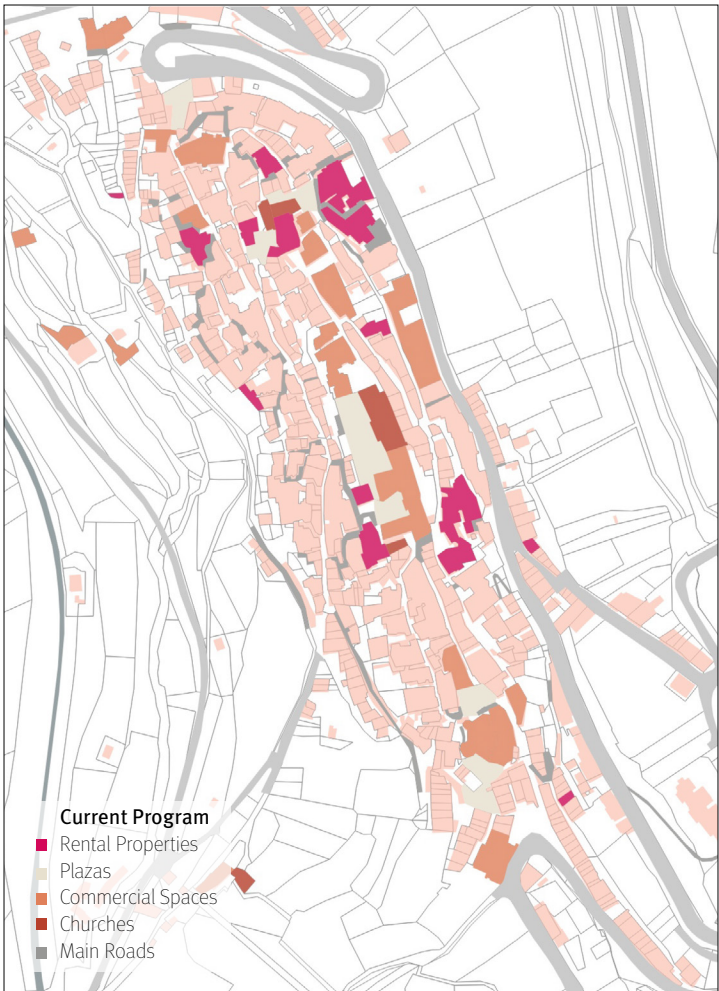 Current Program
Rental Properties
Plazas
Commercial Spaces
Churches
Main Roads